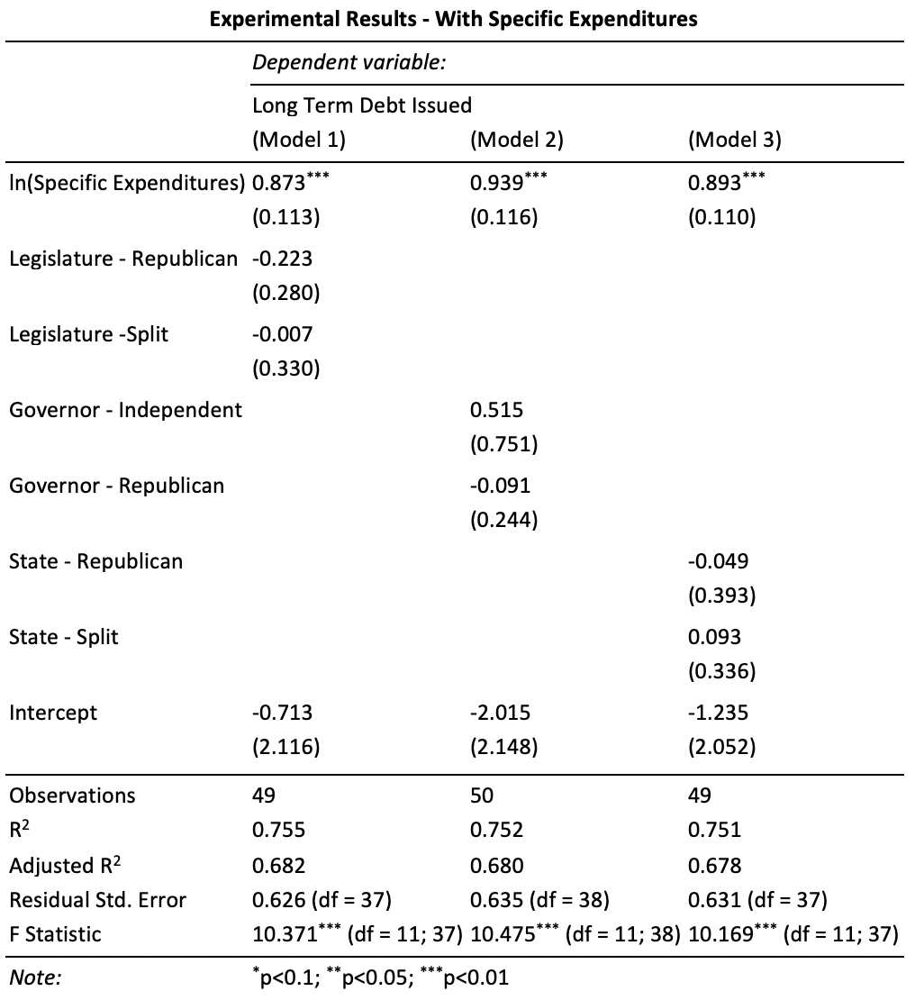 Experimental Results - With Specific Expenditures
Dependent variable:
Long Term Debt Issued
(Model 1) (Model 2) (Model 3)
ln(Specific Expenditures) 0.873*** 0.939*** 0.893***
(0.113) (0.116) (0.110)
Legislature - Republican -0.223
(0.280)
Legislature -Split -0.007
(0.330)
Governor - Independent 0.515
(0.751)
Governor - Republican -0.091
(0.244)
State - Republican -0.049
(0.393)
State - Split 0.093
(0.336)
Intercept -0.713 -2.015 -1.235
(2.116) (2.148) (2.052)
Observations 49 50 49
R² 0.755 0.752 0.751
Adjusted R² 0.682 0.680 0.678
Residual Std. Error 0.626 (df = 37) 0.635 (df = 38) 0.631 (df = 37)
F Statistic 10.371*** (df = 11; 37) 10.475*** (df = 11; 38) 10.169*** (df = 11; 37)
Note: *p<0.1; **p<0.05; ***p<0.01